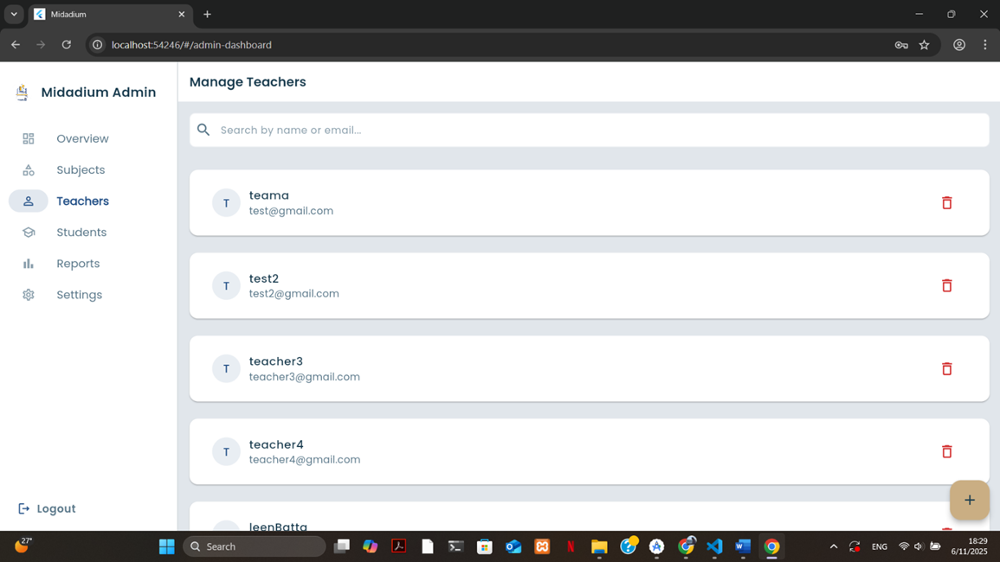 Midadium
localhost:54246/#/admin-dashboard
Midadium Admin
Overview
Subjects
Teachers
Students
Reports
Settings
Logout
Manage Teachers
Search by name or email...
T
teama
test@gmail.com
T
test2
test2@gmail.com
T
teacher3
teacher3@gmail.com
T
teacher4
teacher4@gmail.com
leenBatta
+
27°
Search
ENG
18:29
6/11/2025